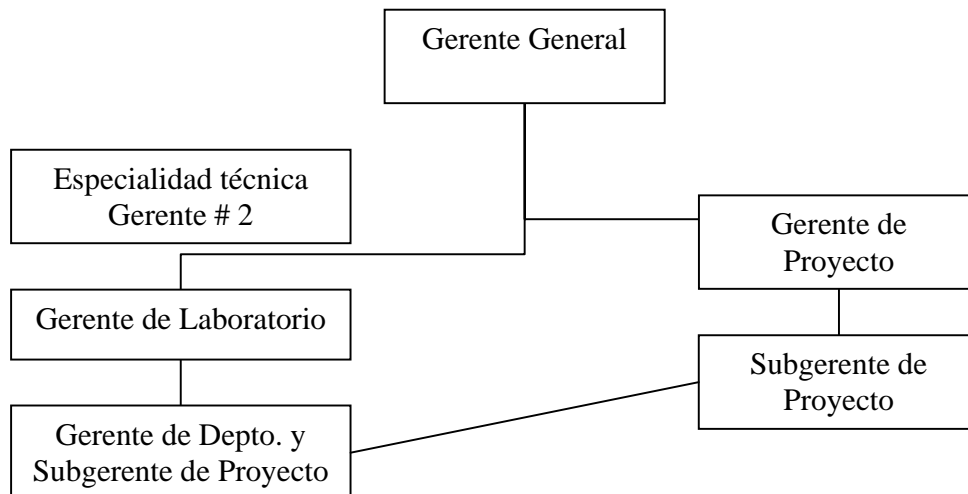 Gerente General
Especialidad técnica
Gerente # 2
Gerente de
Proyecto
Gerente de Laboratorio
Subgerente de
Proyecto
Gerente de Depto. y
Subgerente de Proyecto